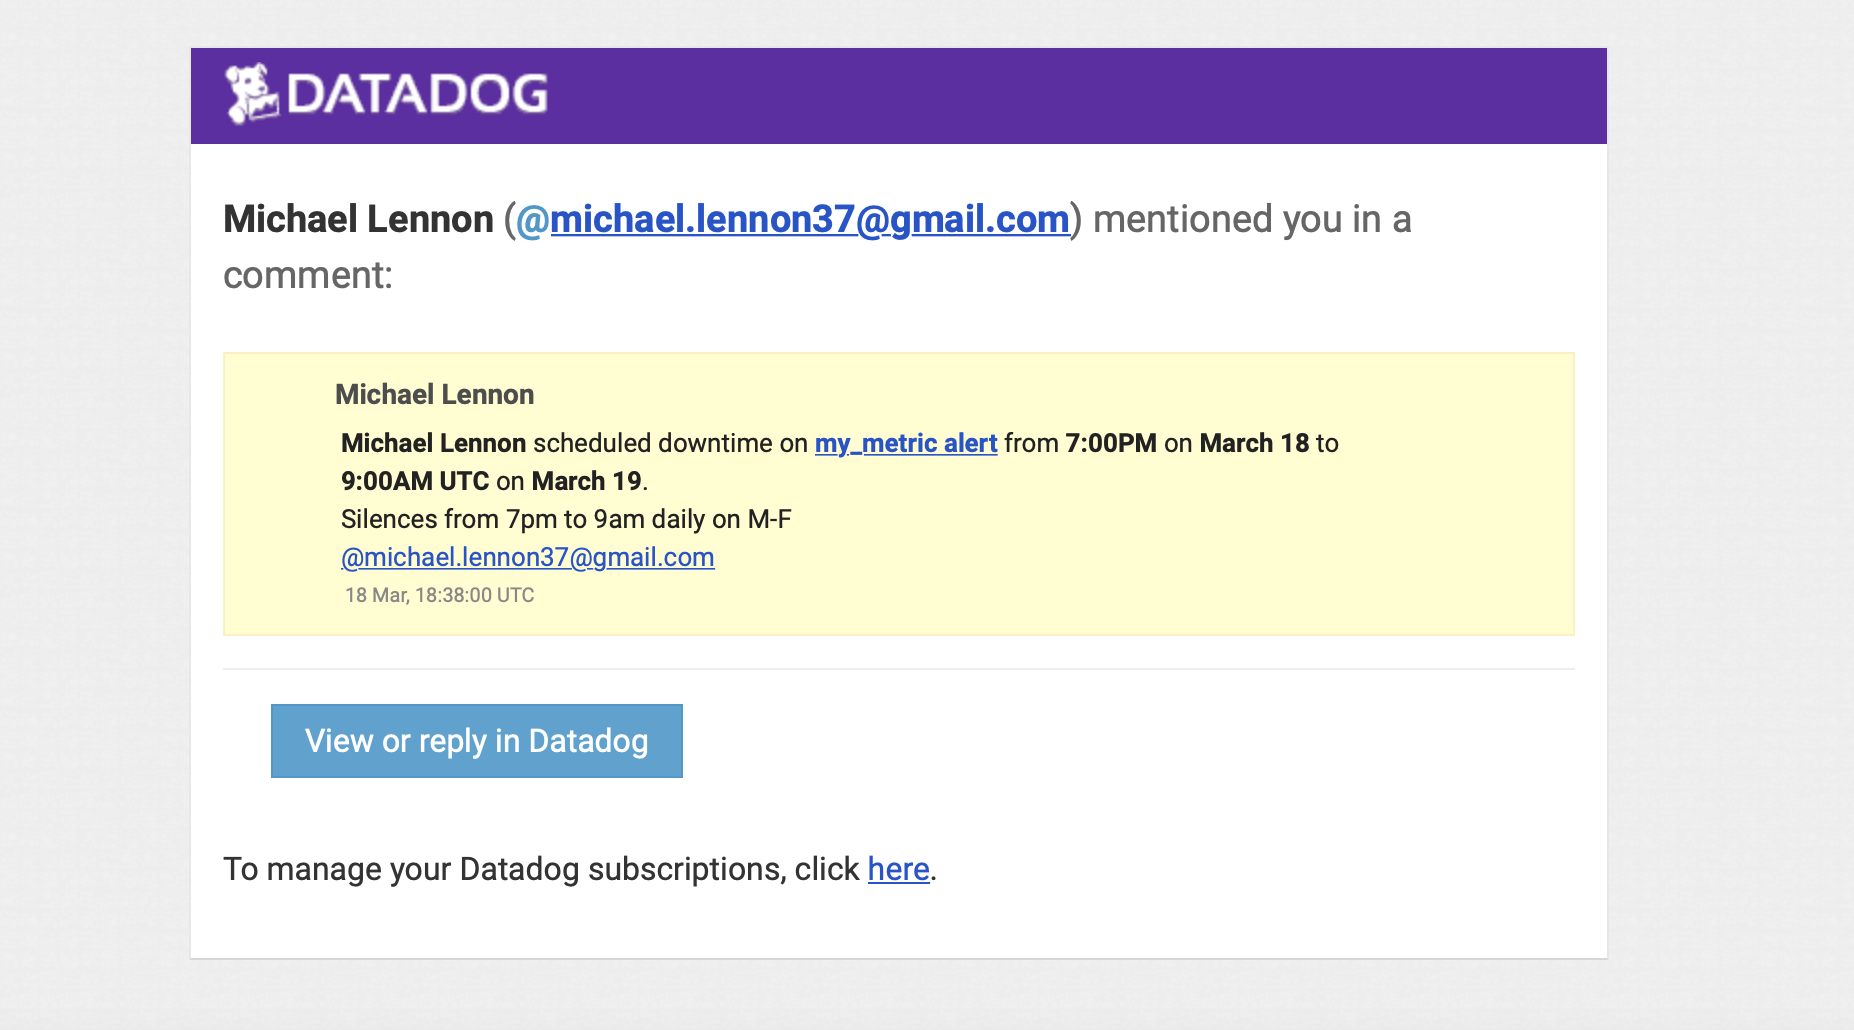 DATADOG
Michael Lennon (@michael.lennon37@gmail.com) mentioned you in a
comment:
Michael Lennon
Michael Lennon scheduled downtime on my_metric alert from 7:00PM on March 18 to
9:00AM UTC on March 19.
Silences from 7pm to 9am daily on M-F
@michael.lennon37@gmail.com
18 Mar, 18:38:00 UTC
View or reply in Datadog
To manage your Datadog subscriptions, click here.